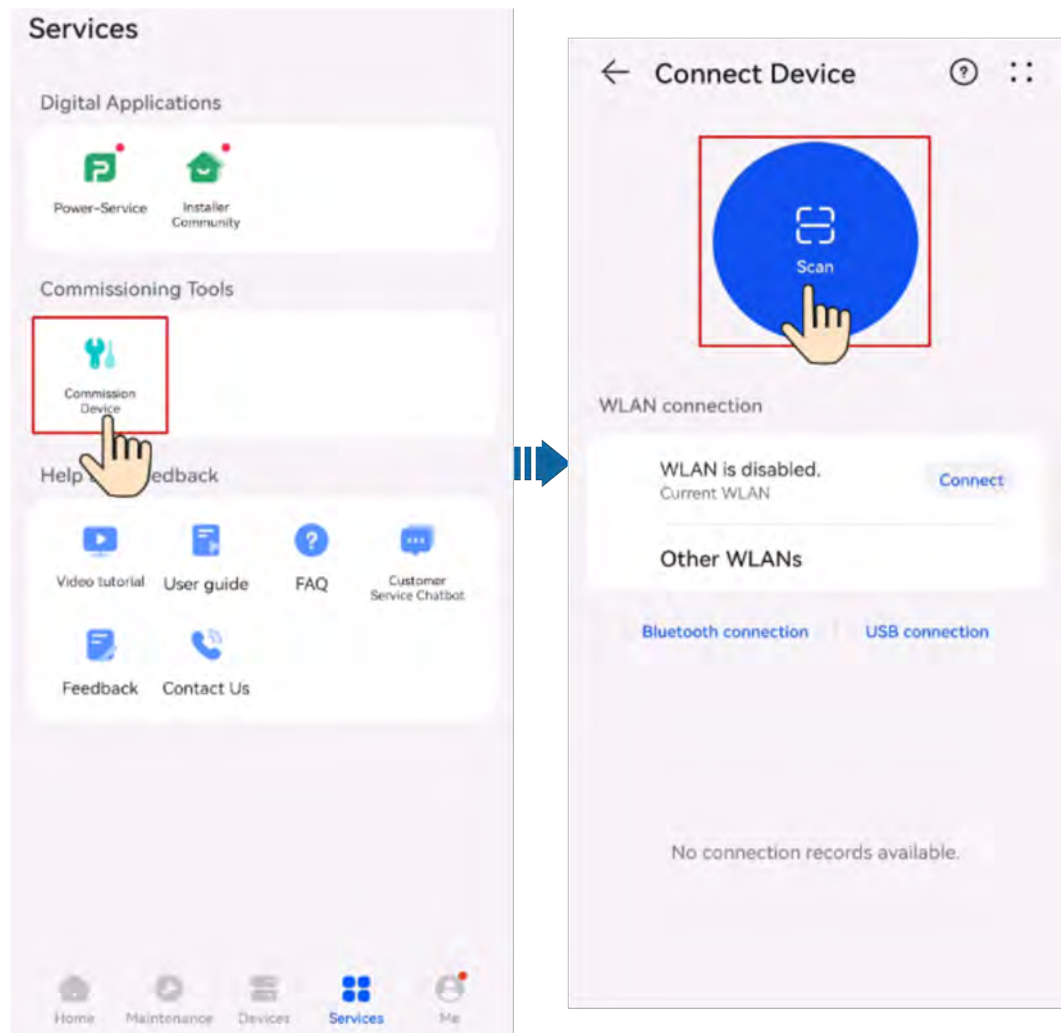 Services
Digital Applications
Power-Service
Installer
Community
Commissioning Tools
Commission
Device
Help edback
Video tutorial
User guide
FAQ
Customer
Service Chatbot
Feedback
Contact Us
Home
Maintenance
Devices
Services
Me
Connect Device
Scan
WLAN connection
WLAN is disabled.
Current WLAN
Connect
Other WLANs
Bluetooth connection
USB connection
No connection records available.